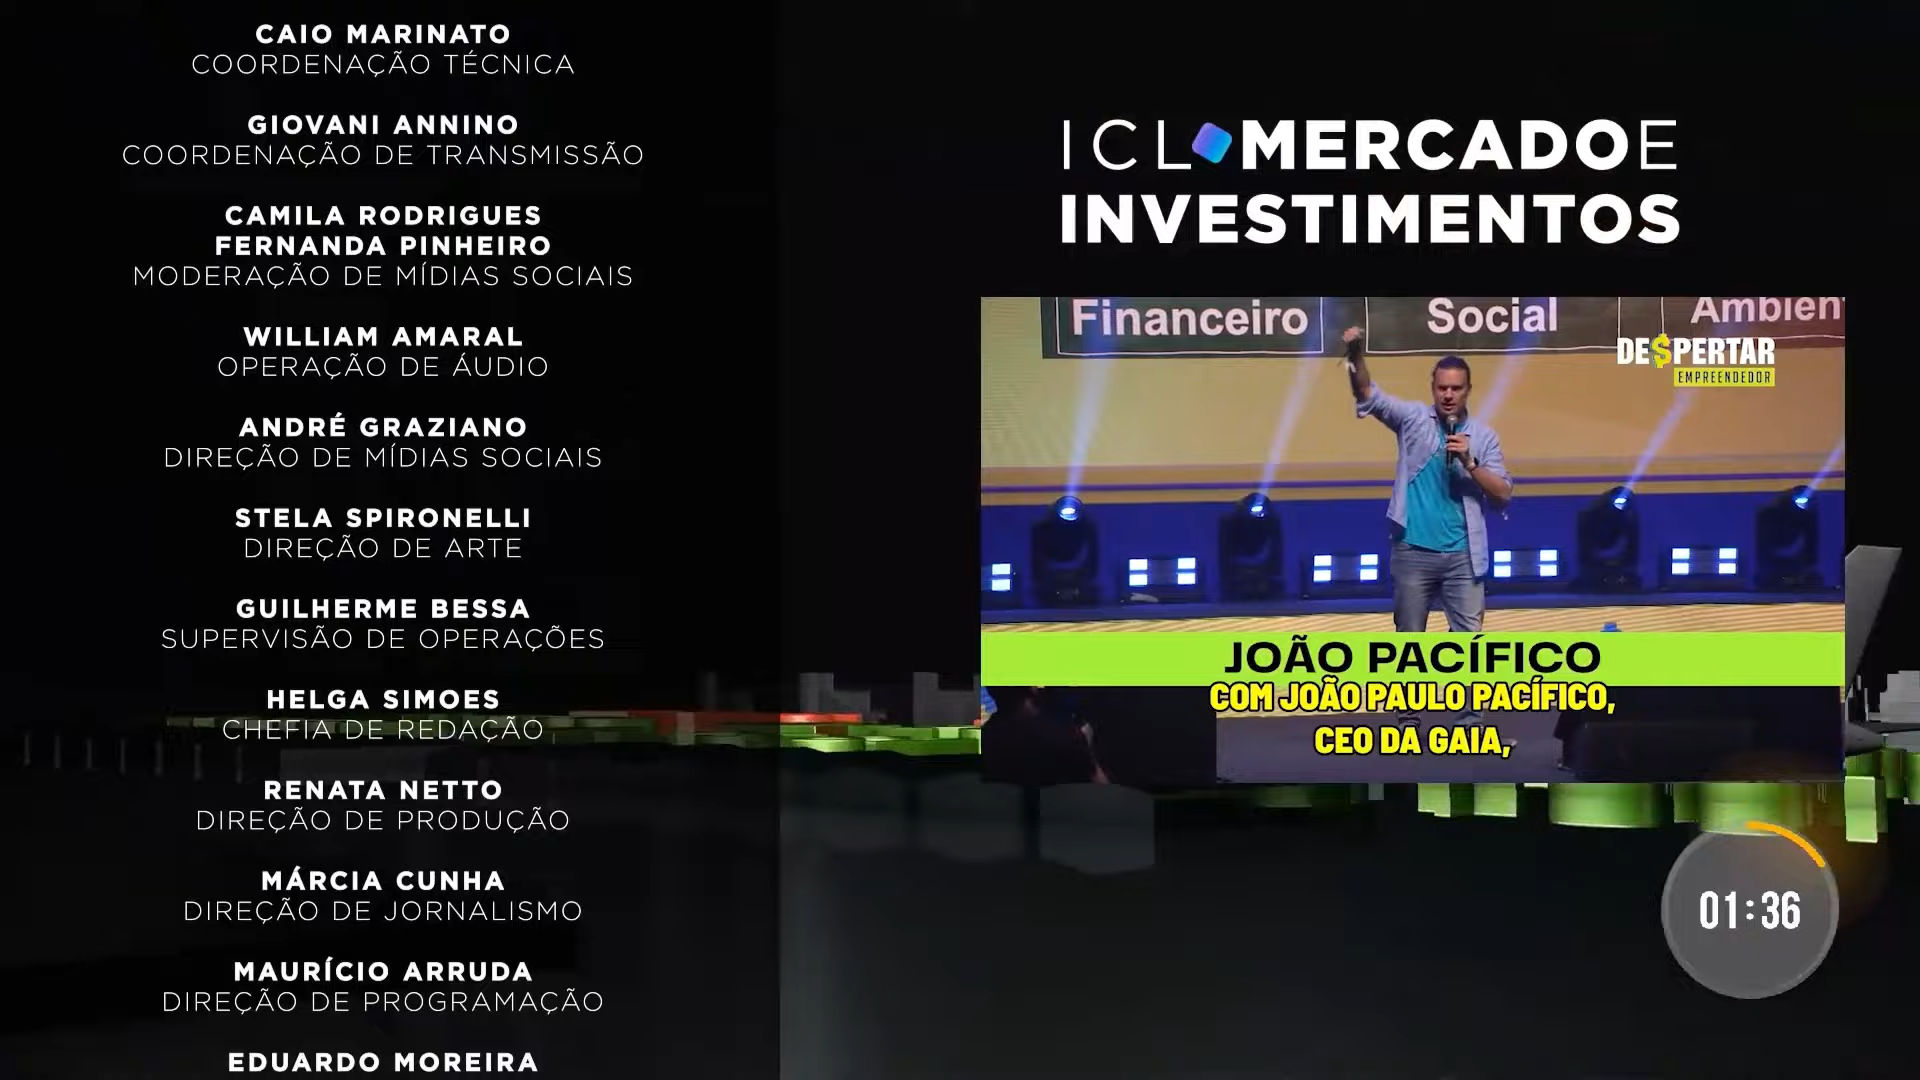 CAIO MARINATO
COORDENAÇÃO TÉCNICA
GIOVANI ANNINO
COORDENAÇÃO DE TRANSMISSÃO
CAMILA RODRIGUES
FERNANDA PINHEIRO
MODERAÇÃO DE MÍDIAS SOCIAIS
WILLIAM AMARAL
OPERAÇÃO DE ÁUDIO
ANDRÉ GRAZIANO
DIREÇÃO DE MÍDIAS SOCIAIS
STELA SPIRONELLI
DIREÇÃO DE ARTE
GUILHERME BESSA
SUPERVISÃO DE OPERAÇÕES
HELGA SIMOES
CHEFIA DE REDAÇÃO
RENATA NETTO
DIREÇÃO DE PRODUÇÃO
MÁRCIA CUNHA
DIREÇÃO DE JORNALISMO
MAURÍCIO ARRUDA
DIREÇÃO DE PROGRAMAÇÃO
EDUARDO MOREIRA
ICL MERCADO E
INVESTIMENTOS
Financeiro Social Ambien
DE$PERTAR
EMPREENDEDOR
JOÃO PACÍFICO
COM JOÃO PAULO PACÍFICO,
CEO DA GAIA,
01:36